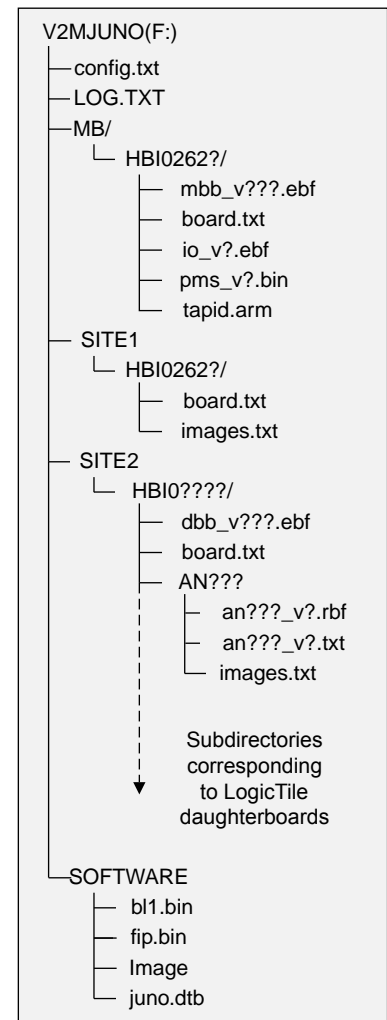 V2MJUNO(F:)
config.txt
LOG.TXT
MB/
HBI0262?/
mbb_v???.ebf
board.txt
io_v?.ebf
pms_v?.bin
tapid.arm
SITE1
HBI0262?/
board.txt
images.txt
SITE2
HBI0????/
dbb_v???.ebf
board.txt
AN???
an???_v?.rbf
an???_v?.txt
images.txt
Subdirectories
corresponding
to LogicTile
daughterboards
SOFTWARE
bl1.bin
fip.bin
Image
juno.dtb